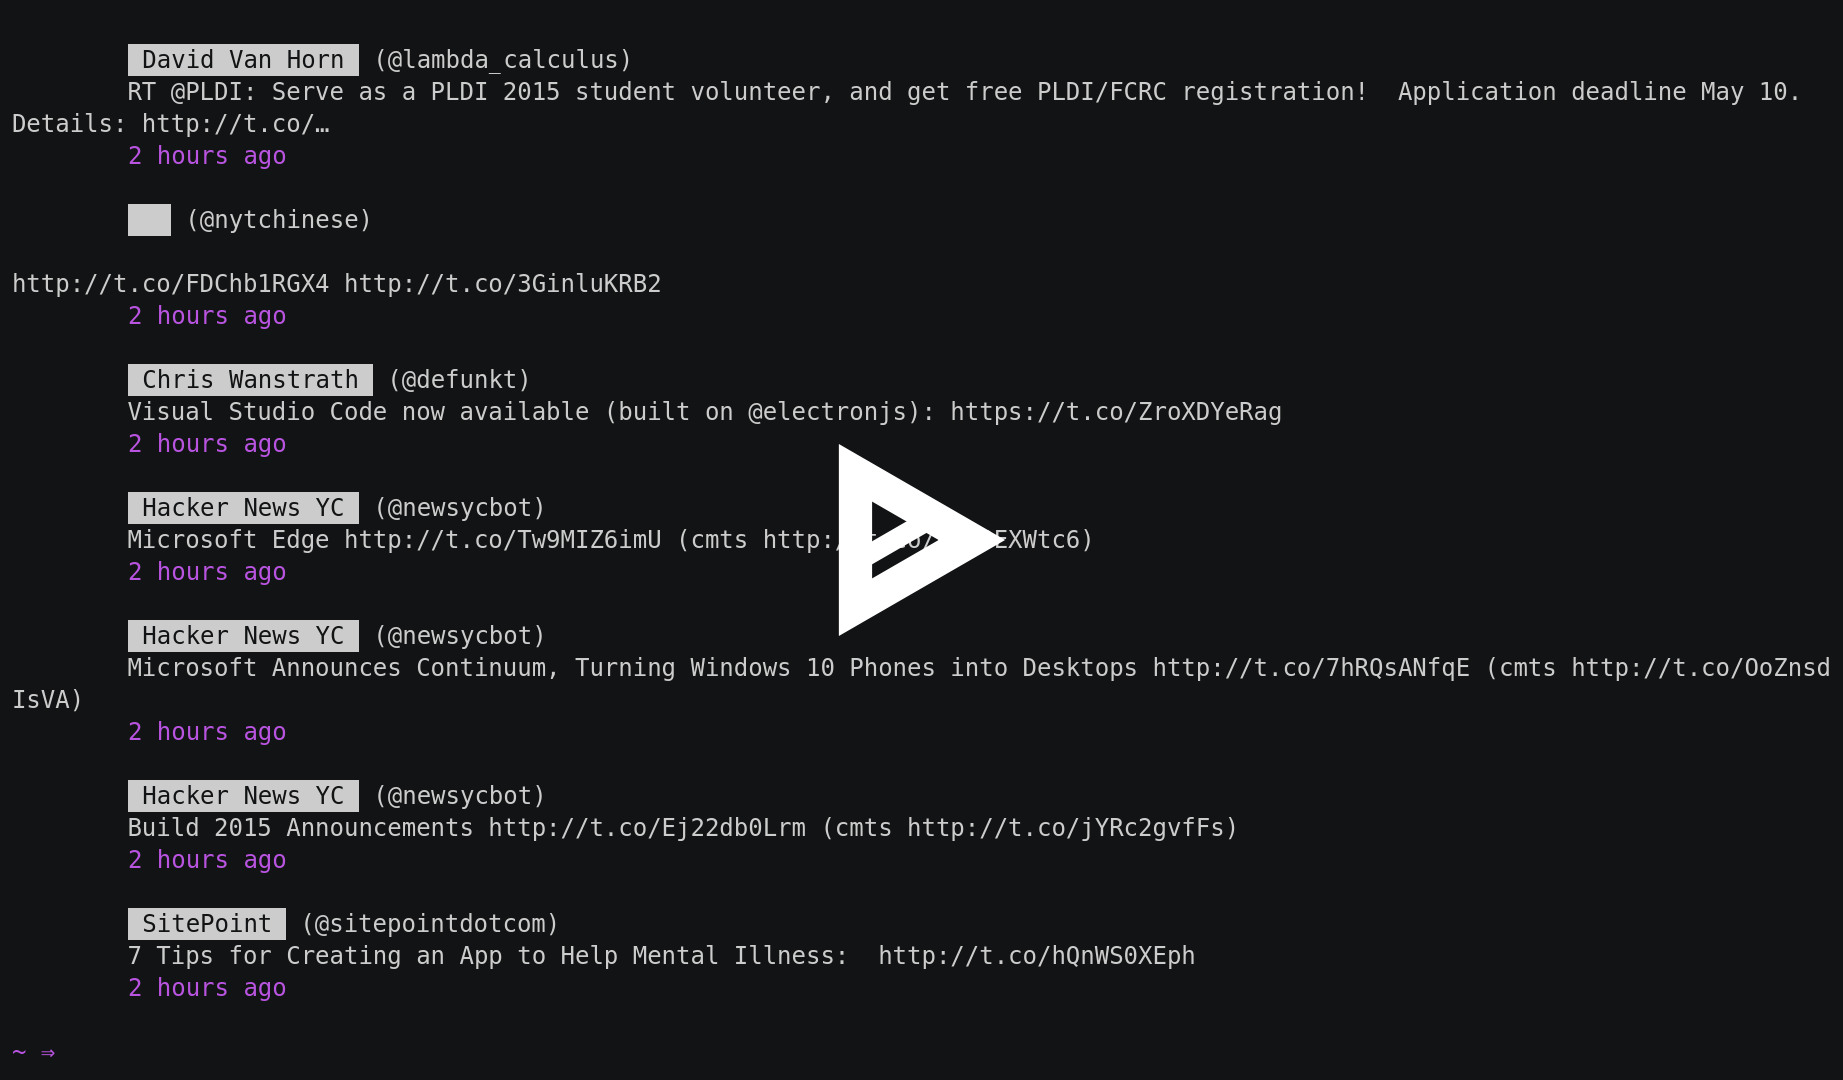 David Van Horn (@lambda_calculus)
RT @PLDI: Serve as a PLDI 2015 student volunteer, and get free PLDI/FCRC registration!  Application deadline May 10.
Details: http://t.co/…
2 hours ago
(@nytchinese)
http://t.co/FDChb1RGX4 http://t.co/3GinluKRB2
2 hours ago
Chris Wanstrath (@defunkt)
Visual Studio Code now available (built on @electronjs): https://t.co/ZroXDYeRag
2 hours ago
Hacker News YC (@newsycbot)
Microsoft Edge http://t.co/Tw9MIZ6imU (cmts
2 hours ago
Hacker News YC (@newsycbot)
Microsoft Announces Continuum, Turning Windows 10 Phones into Desktops http://t.co/7hRQsANfqE (cmts http://t.co/OoZnsd
IsVA)
2 hours ago
Hacker News YC (@newsycbot)
Build 2015 Announcements http://t.co/Ej22db0Lrm (cmts http://t.co/jYRc2gvfFs)
2 hours ago
SitePoint (@sitepointdotcom)
7 Tips for Creating an App to Help Mental Illness:  http://t.co/hQnWS0XEph
2 hours ago
~ ⇒